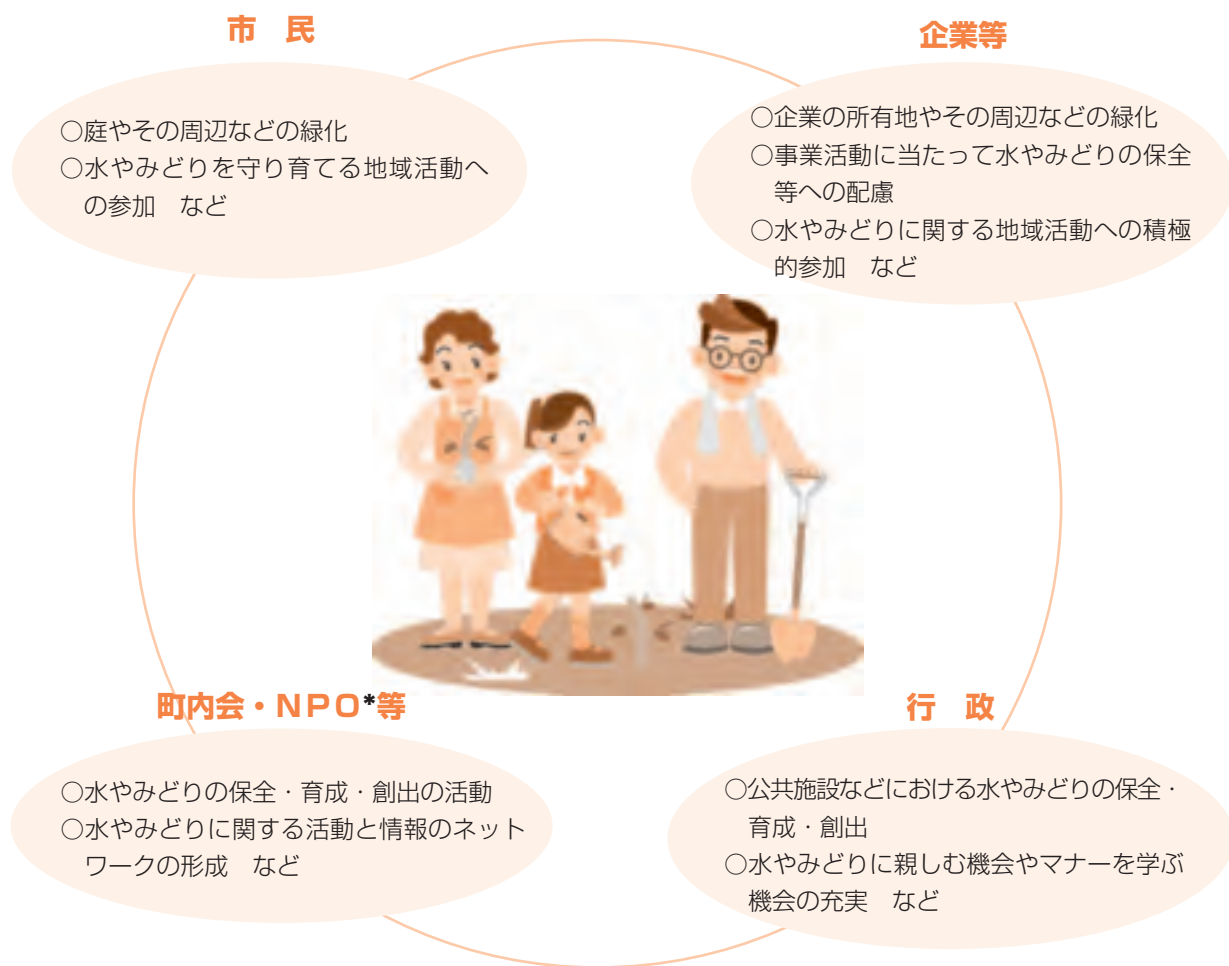 市　民
○庭やその周辺などの緑化
○水やみどりを守り育てる地域活動へ
の参加　など
企業等
○企業の所有地やその周辺などの緑化
○事業活動に当たって水やみどりの保全
等への配慮
○水やみどりに関する地域活動への積極
的参加　など
町内会・ＮＰＯ*等
○水やみどりの保全・育成・創出の活動
○水やみどりに関する活動と情報のネット
ワークの形成　など
行　政
○公共施設などにおける水やみどりの保全・
育成・創出
○水やみどりに親しむ機会やマナーを学ぶ
機会の充実　など